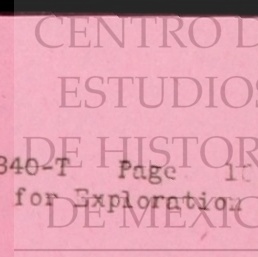 CENTRO D
ESTUDIOS
DE HISTOR
340-T Page
for Exploration
DE MEXIC